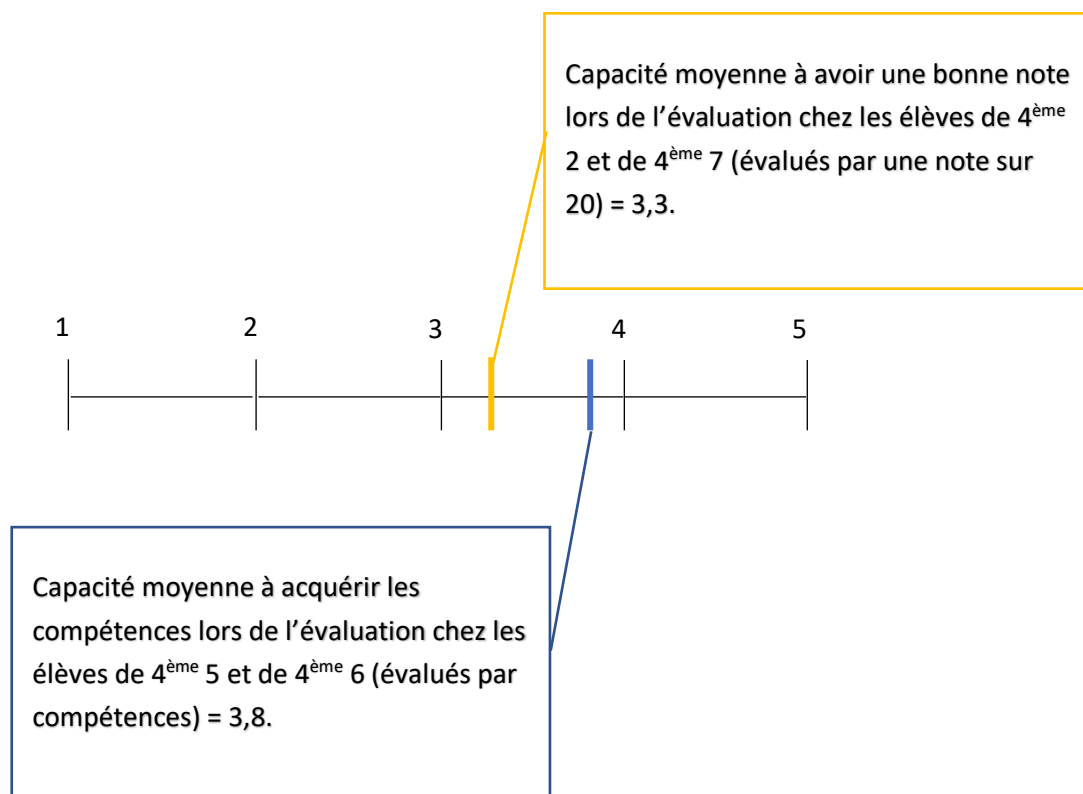 Capacité moyenne à avoir une bonne note
lors de l’évaluation chez les élèves de 4ème
2 et de 4ème 7 (évalués par une note sur
20) = 3,3.
1 2 3 4 5
Capacité moyenne à acquérir les
compétences lors de l’évaluation chez les
élèves de 4ème 5 et de 4ème 6 (évalués par
compétences) = 3,8.